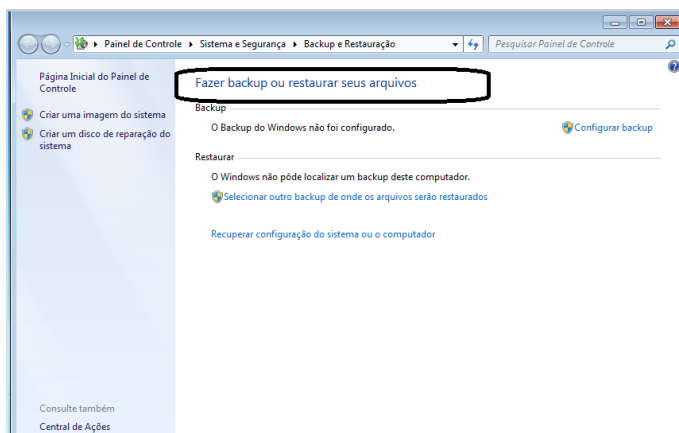 Painel de Controle Sistema e Segurança Backup e Restauração Pesquisar Painel de Controle
Página Inicial do Painel de
Controle
Criar uma imagem do sistema
Criar um disco de reparação do
sistema
Consulte também
Central de Ações
Fazer backup ou restaurar seus arquivos
Backup
O Backup do Windows não foi configurado. Configurar backup
Restaurar
O Windows não pôde localizar um backup deste computador.
Selecionar outro backup de onde os arquivos serão restaurados
Recuperar configuração do sistema ou o computador